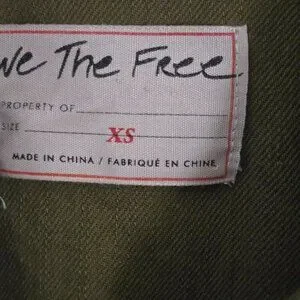 We The Free.
PROPERTY OF
SIZE XS
MADE IN CHINA / FABRIQUÉ EN CHINE